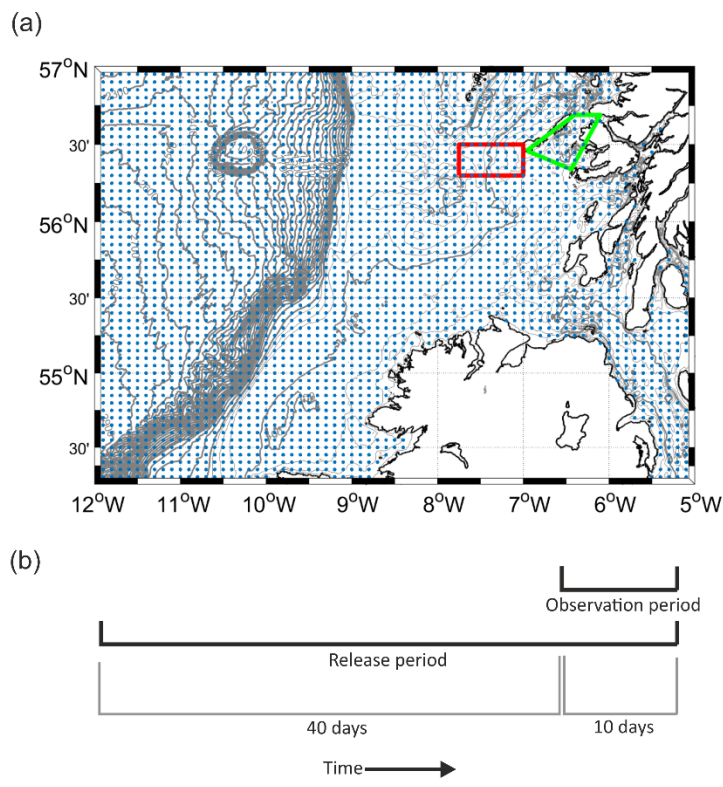 (a)
57°N
30'
56°N
30'
55°N
30'
12°W 11°W 10°W 9°W 8°W 7°W 6°W 5°W
(b)
Observation period
Release period
40 days 10 days
Time